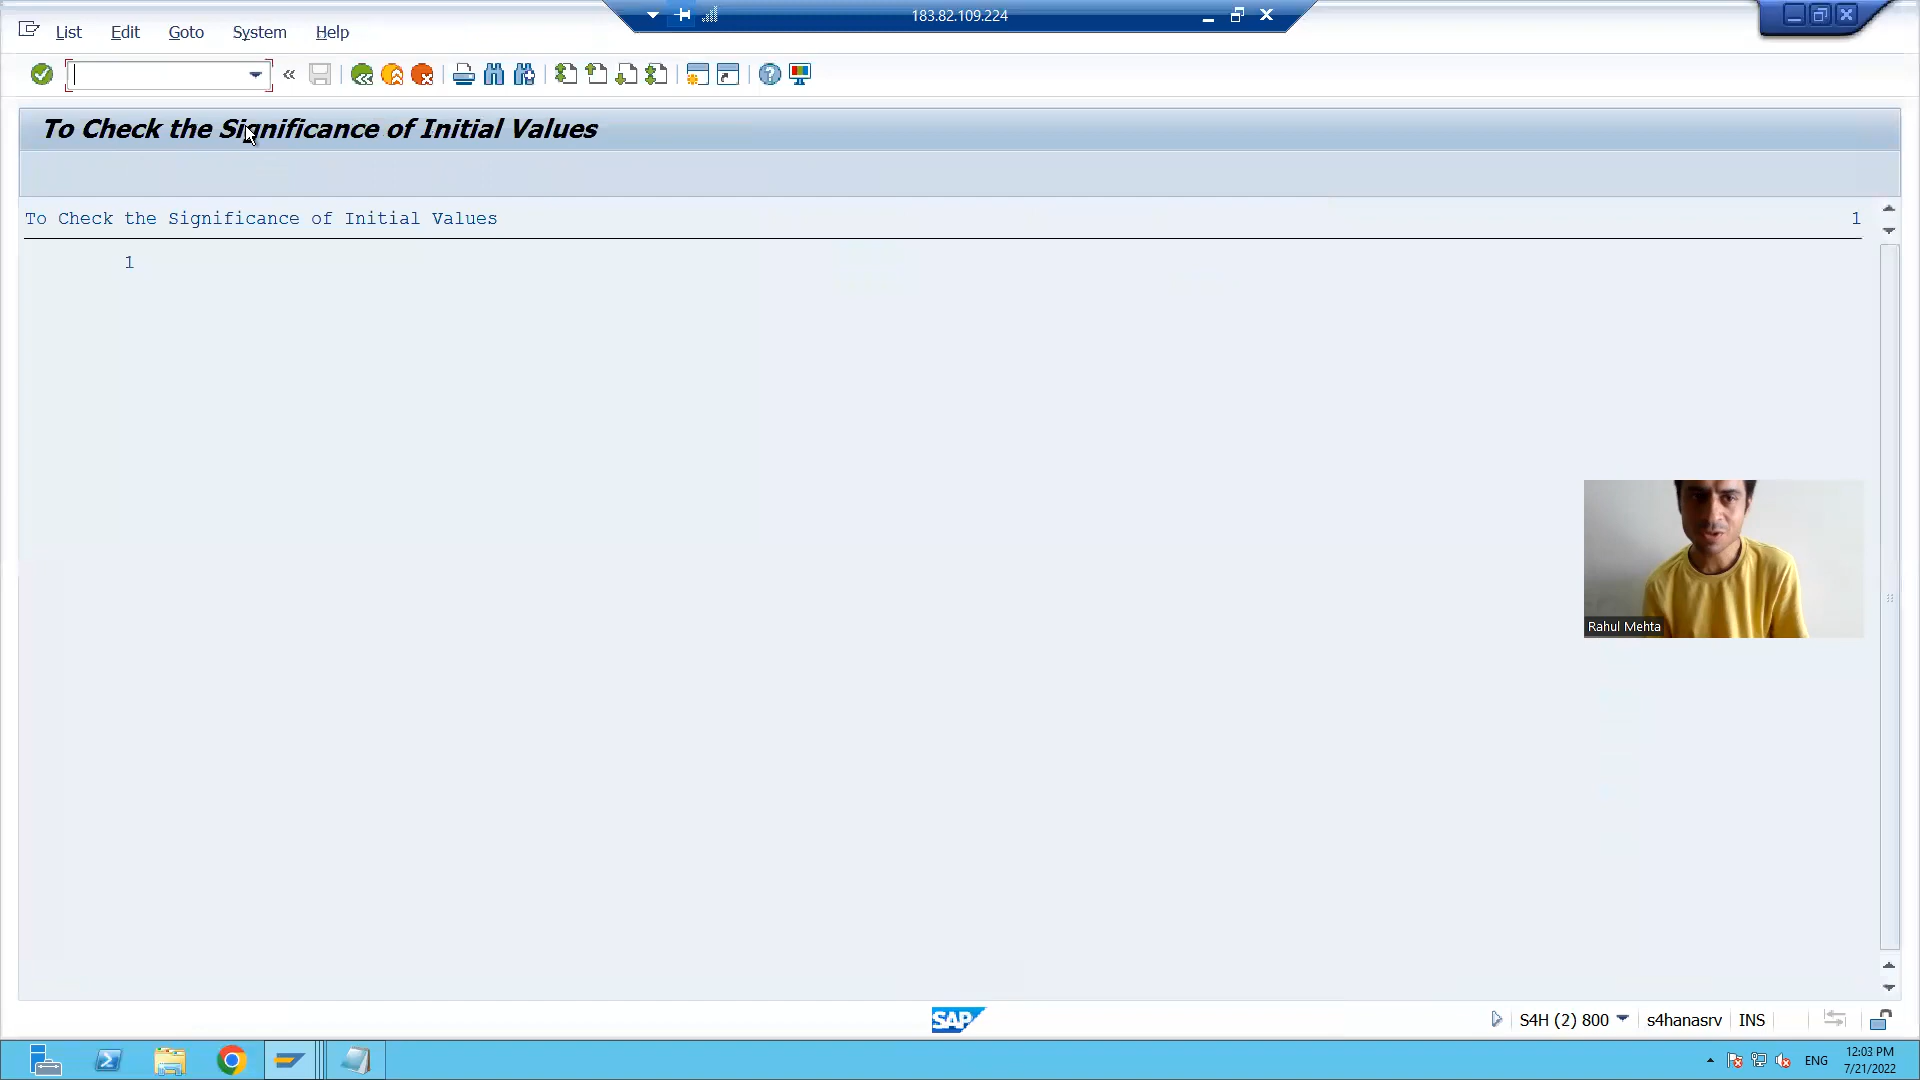 183.82.109.224
List Edit Goto System Help
To Check the Significance of Initial Values
To Check the Significance of Initial Values 1
1
Rahul Mehta
SAP
S4H (2) 800 s4hanasrv INS
ENG 12:03 PM
7/21/2022